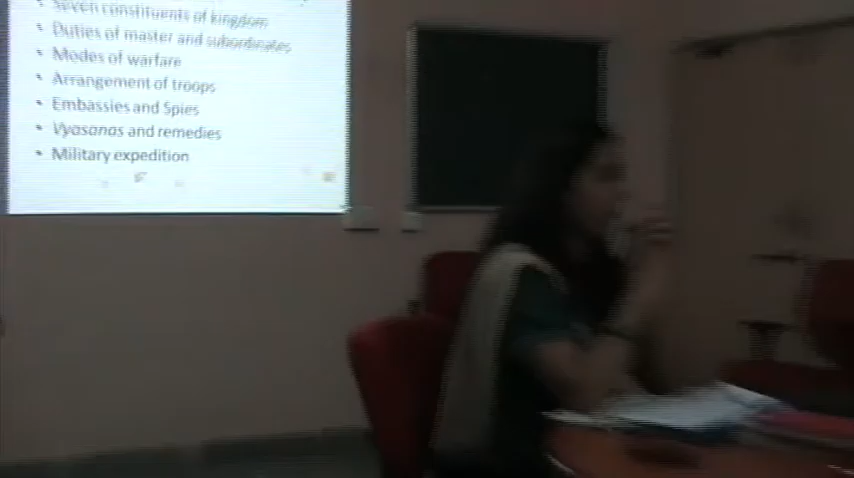 • Seven constituents of kingdom
• Duties of master and subordinates
• Modes of warfare
• Arrangement of troops
• Embassies and Spies
• Vyasanas and remedies
• Military expedition